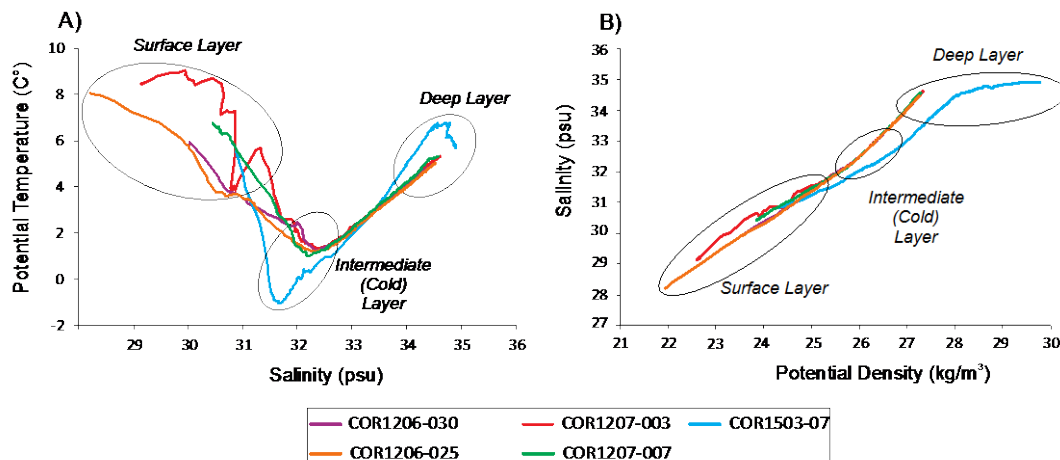 A)
Surface Layer
Deep Layer
Intermediate
(Cold)
Layer
10
8
6
4
2
0
-2
Potential Temperature (C°)
29
30
31
32
33
34
35
36
Salinity (psu)
B)
Deep Layer
Intermediate
(Cold)
Layer
Surface Layer
36
35
34
33
32
31
30
29
28
27
Salinity (psu)
21
22
23
24
25
26
27
28
29
30
Potential Density (kg/m³)
COR1206-030
COR1207-003
COR1503-07
COR1206-025
COR1207-007